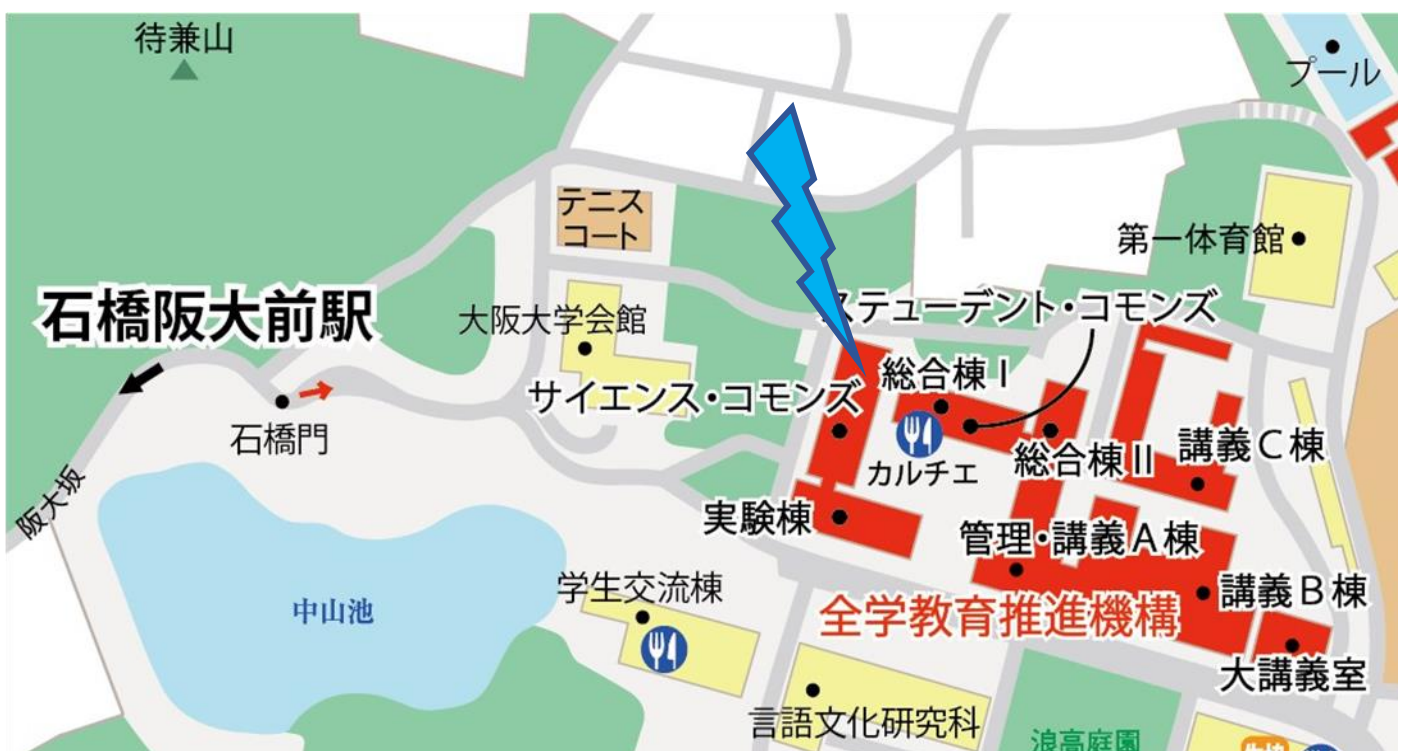 待兼山
プール
テニス
コート
第一体育館
石橋阪大前駅
大阪大学会館
ステューデント・コモンズ
サイエンス・コモンズ
総合棟Ⅰ
石橋門
カルチエ
総合棟Ⅱ
講義C棟
阪大坂
実験棟
管理・講義A棟
中山池
学生交流棟
全学教育推進機構
講義B棟
大講義室
言語文化研究科
浪高庭園